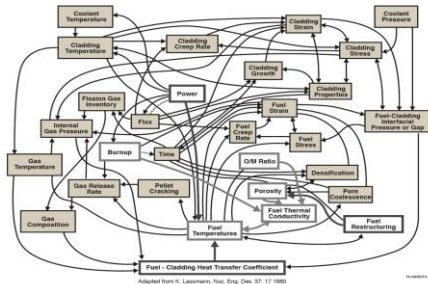 Coolant
Temperature
Cladding
Temperature
Cladding
Creep Rate
Cladding
Strain
Cladding
Stress
Coolant
Pressure
Cladding
Growth
Cladding
Properties
Power
Fission Gas
Inventory
Flux
Internal
Gas Pressure
Fuel
Strain
Fuel
Creep Rate
Fuel
Stress
Fuel-Cladding
Interfacial
Pressure or Gap
Burnup
Time
Gas
Temperature
O/M Ratio
Densification
Gas Release
Rate
Pellet
Cracking
Porosity
Pore
Coalescence
Fuel Thermal
Conductivity
Gas
Composition
Fuel
Temperatures
Fuel
Restructuring
Fuel - Cladding Heat Transfer Coefficient
Adapted from K. Lassmann, Nuc. Eng. Des. 57, 17 1980